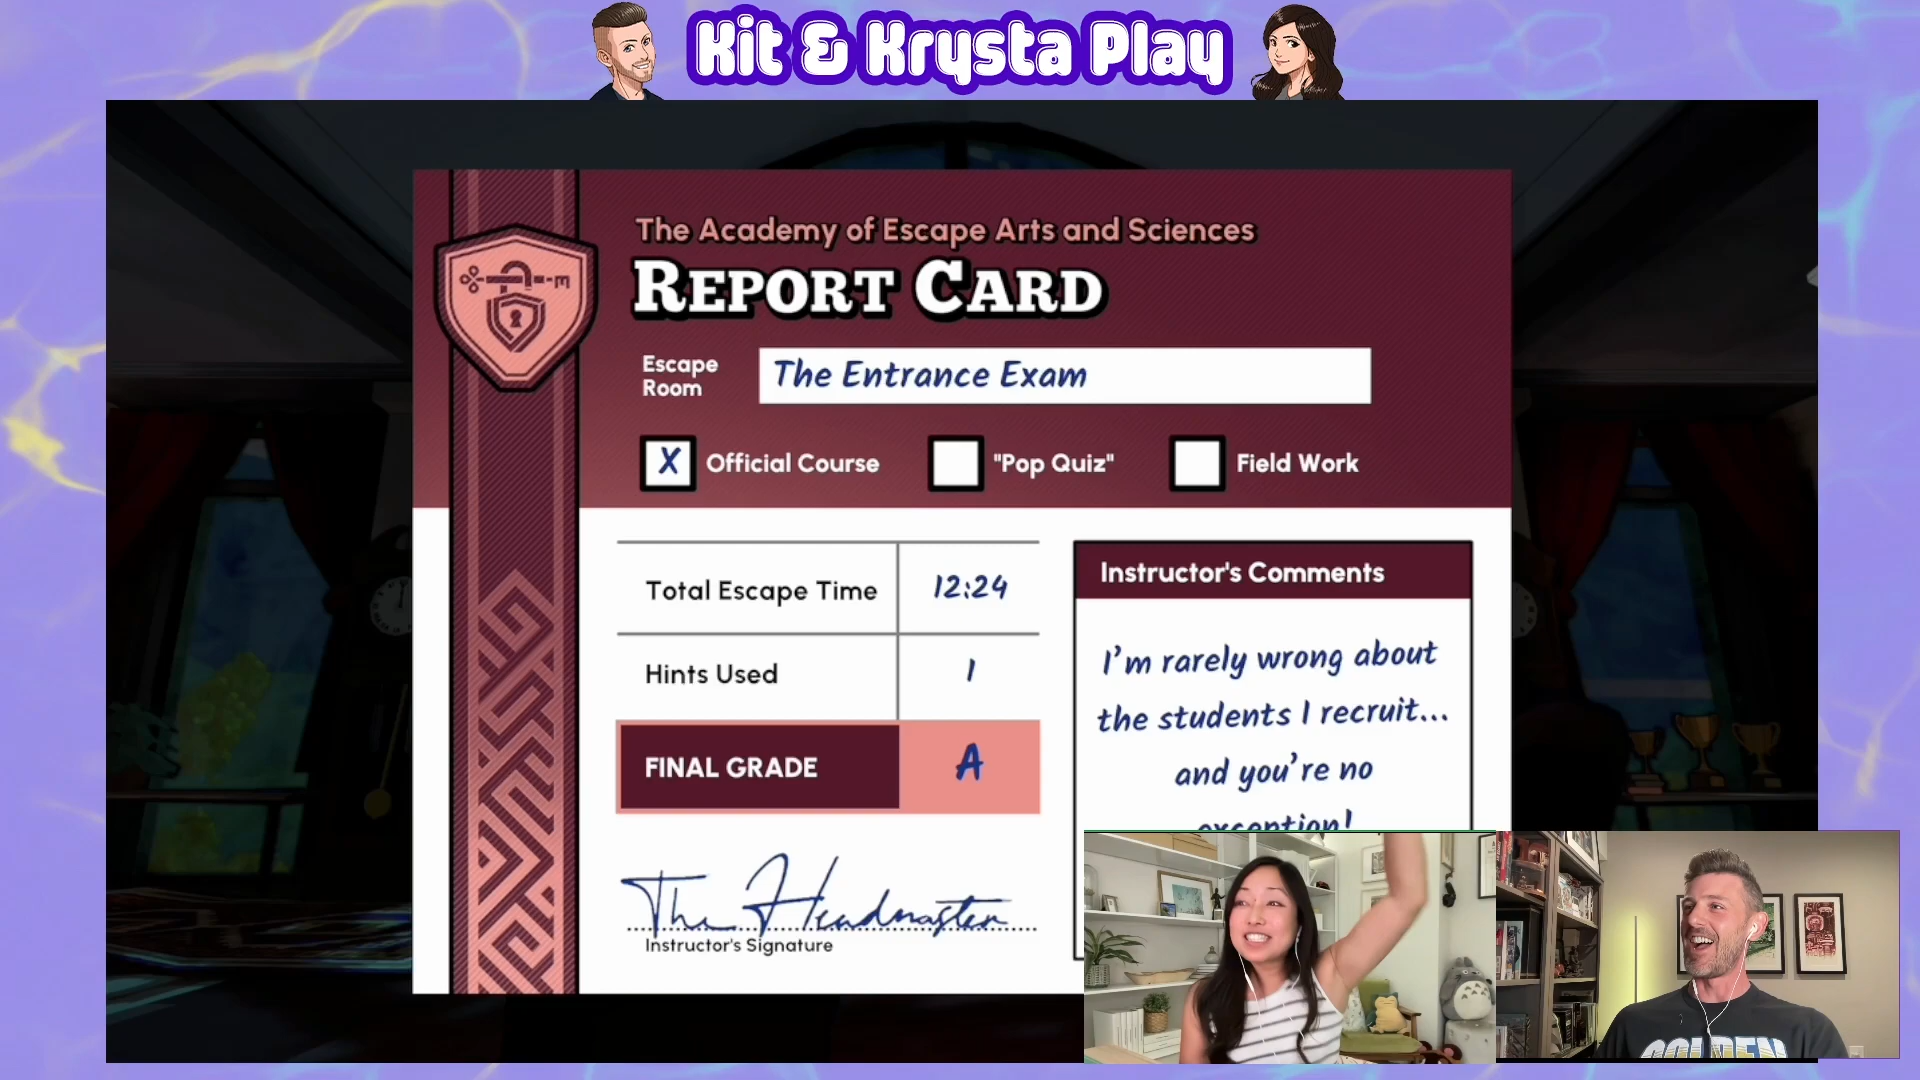 Kit & Krysta Play
The Academy of Escape Arts and Sciences
REPORT CARD
Escape
Room
The Entrance Exam
X Official Course
"Pop Quiz"
Field Work
Total Escape Time 12:24
Hints Used 1
FINAL GRADE A
Instructor's Comments
I'm rarely wrong about
the students I recruit...
and you're no
exception!
The Headmaster
Instructor's Signature
GOLDEN